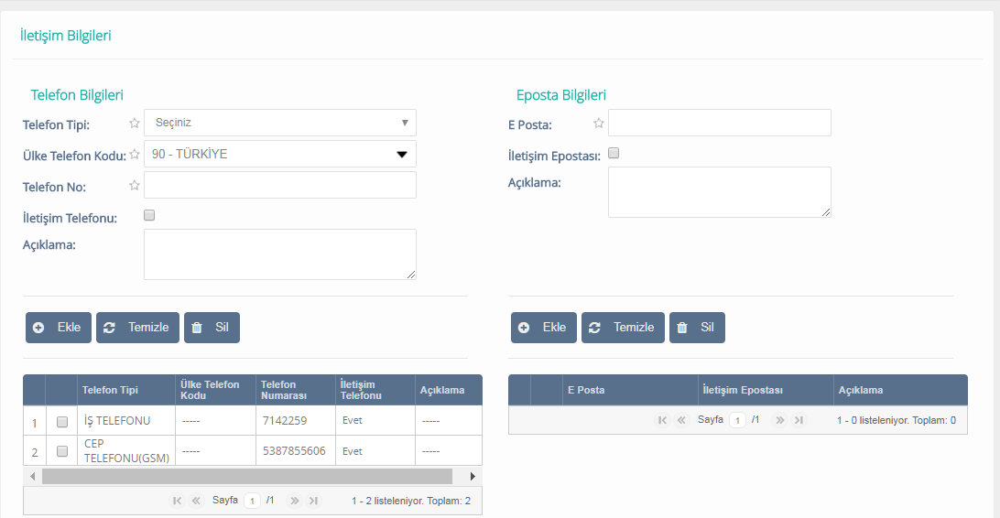 İletişim Bilgileri
Telefon Bilgileri
Telefon Tipi:
Seçiniz
Ülke Telefon Kodu:
90 - TÜRKİYE
Telefon No:
İletişim Telefonu:
Açıklama:
Ekle Temizle Sil
Telefon Tipi Ülke Telefon Kodu Telefon Numarası İletişim Telefonu Açıklama
1 İŞ TELEFONU ----- 7142259 Evet -----
2 CEP TELEFONU(GSM) ----- 5387855606 Evet -----
Sayfa 1 /1 1 - 2 listeleniyor. Toplam: 2
Eposta Bilgileri
E Posta:
İletişim Epostası:
Açıklama:
Ekle Temizle Sil
E Posta İletişim Epostası Açıklama
Sayfa 1 /1 1 - 0 listeleniyor. Toplam: 0